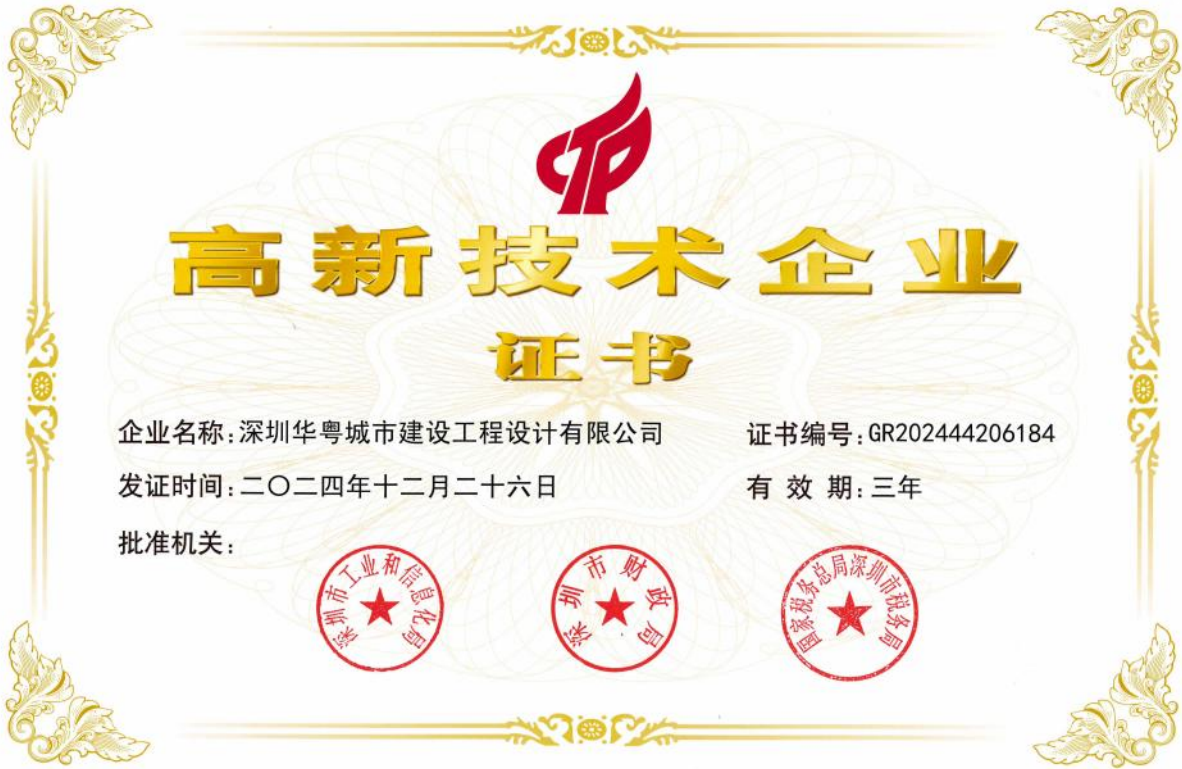 高新技术企业
证书
企业名称:深圳华粤城市建设工程设计有限公司
证书编号:GR202444206184
发证时间:二〇二四年十二月二十六日
有效期:三年
批准机关:
深圳市工业和信息化局
深圳市财政局
国家税务总局深圳市税务局